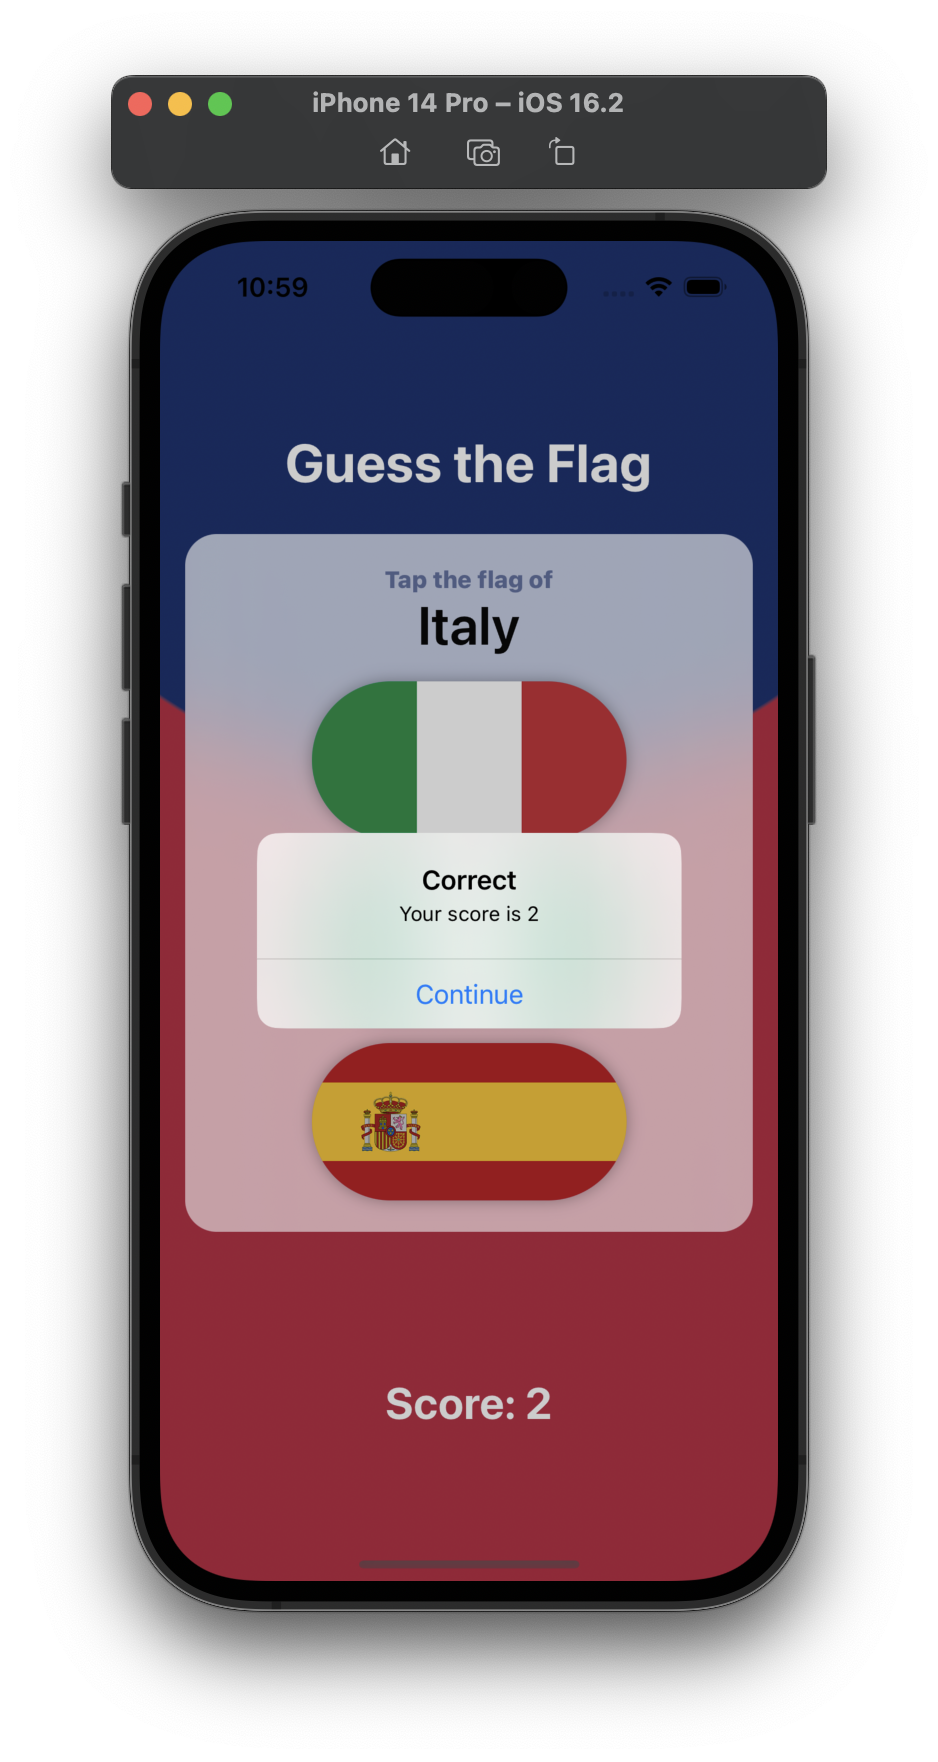 iPhone 14 Pro – iOS 16.2
10:59
Guess the Flag
Tap the flag of
Italy
Correct
Your score is 2
Continue
Score: 2